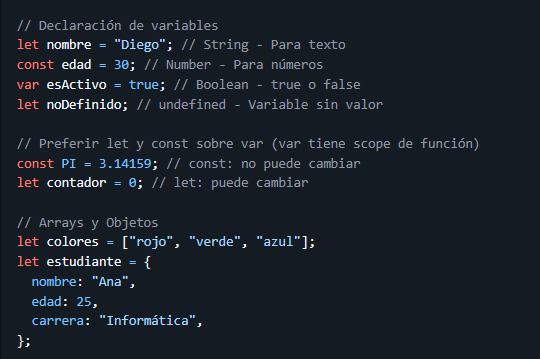 // Declaración de variables
let nombre = "Diego"; // String - Para texto
const edad = 30; // Number - Para números
var esActivo = true; // Boolean - true o false
let noDefinido; // undefined - Variable sin valor

// Preferir let y const sobre var (var tiene scope de función)
const PI = 3.14159; // const: no puede cambiar
let contador = 0; // let: puede cambiar

// Arrays y Objetos
let colores = ["rojo", "verde", "azul"];
let estudiante = {
  nombre: "Ana",
  edad: 25,
  carrera: "Informática",
};